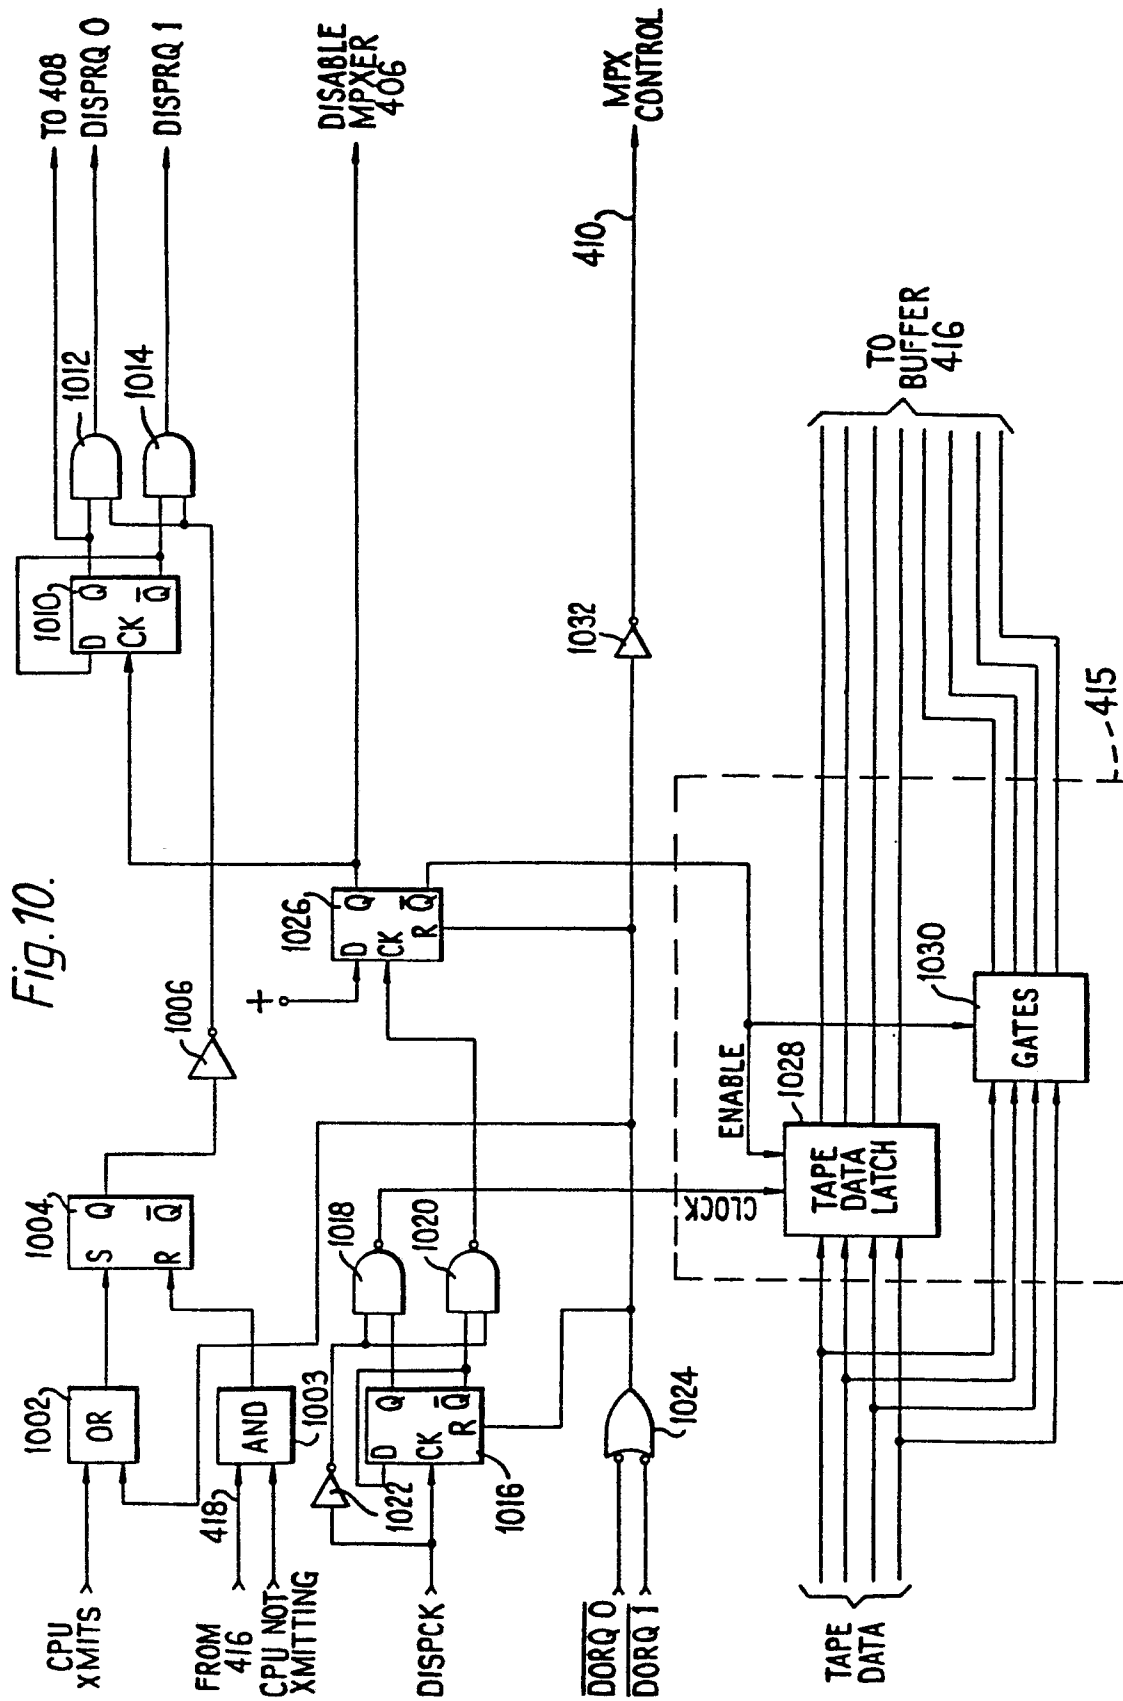 Fig. 10.
CPU
XMITS
1002
OR
1004
S
Q
R
Q̅
1006
1010
D
Q
CK
Q̅
1012
1014
TO 408
DISPRQ 0
DISPRQ 1
FROM
416
418
CPU NOT
XMITTING
AND
1003
DISPCK
1022
D
Q
CK
Q̅
R
1016
1018
1020
+
1026
D
Q
CK
Q̅
R
DISABLE
MPXER
406
D̅O̅R̅Q̅ ̅0̅
D̅O̅R̅Q̅ ̅1̅
1024
1032
410
MPX
CONTROL
CLOCK
ENABLE
1028
TAPE
DATA
LATCH
1030
GATES
TAPE
DATA
TO
BUFFER
416
415